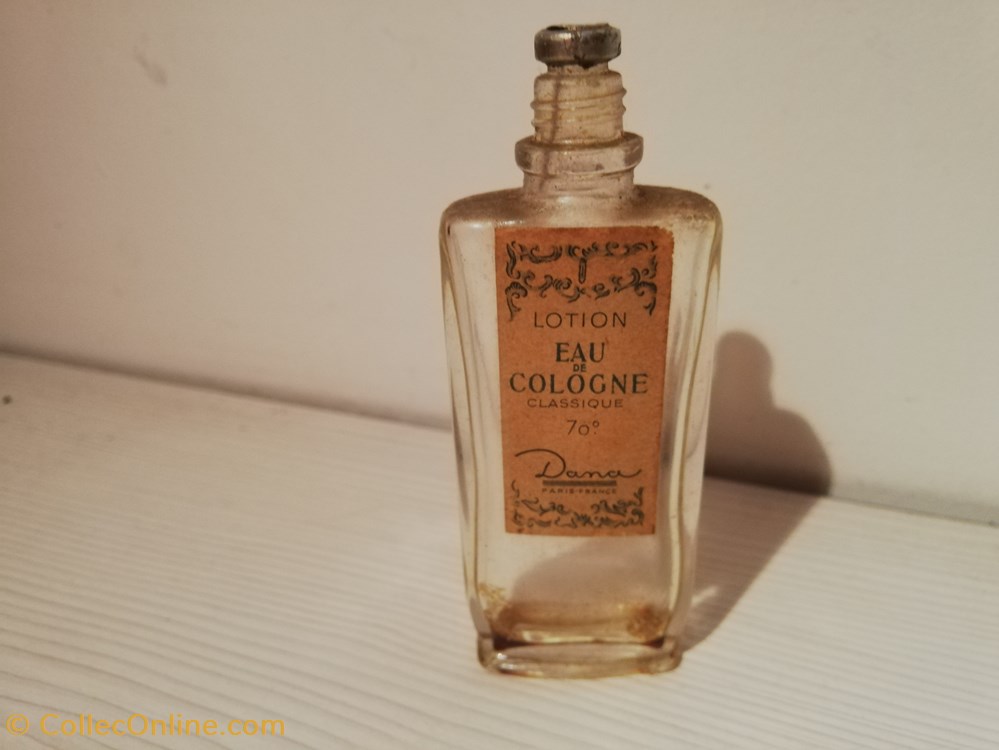 LOTION
EAU
DE
COLOGNE
CLASSIQUE
70°
Dana
PARIS-FRANCE
© CollecOnline.com